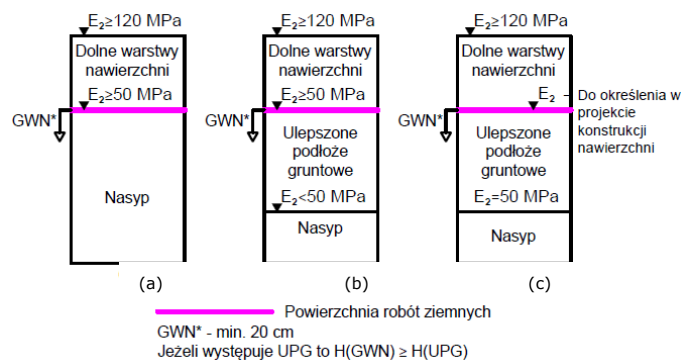 E₂≥120 MPa
Dolne warstwy
nawierzchni
E₂≥50 MPa
GWN*
Nasyp
(a)
E₂≥120 MPa
Dolne warstwy
nawierzchni
E₂≥50 MPa
GWN*
Ulepszone
podłoże
gruntowe
E₂<50 MPa
Nasyp
(b)
E₂≥120 MPa
Dolne warstwy
nawierzchni
E₂
Do określenia w
projekcie
konstrukcji
nawierzchni
GWN*
Ulepszone
podłoże
gruntowe
E₂=50 MPa
Nasyp
(c)
Powierzchnia robót ziemnych
GWN* - min. 20 cm
Jeżeli występuje UPG to H(GWN) ≥ H(UPG)